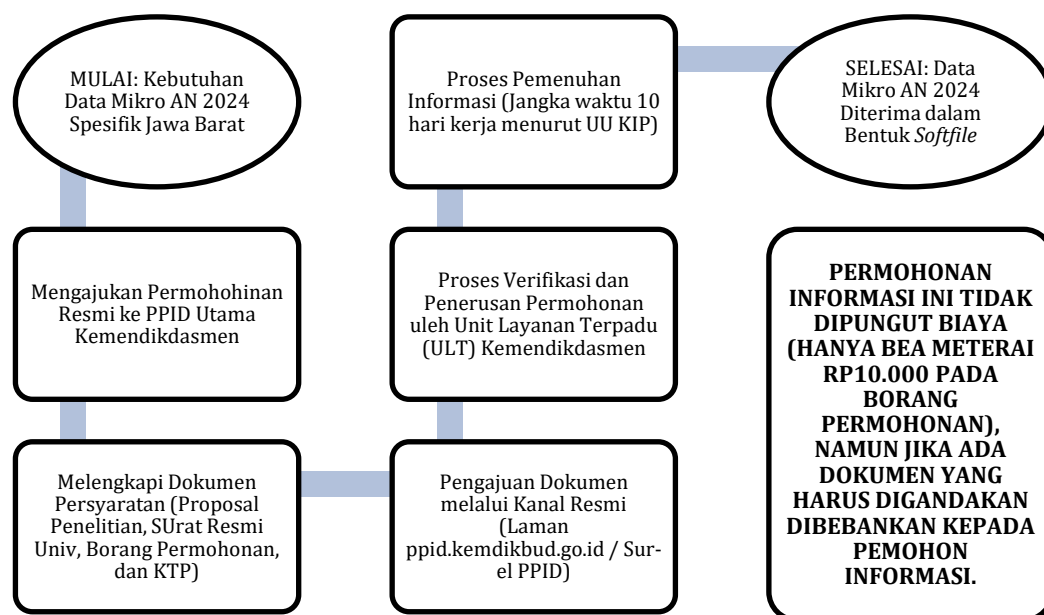 MULAI: Kebutuhan
Data Mikro AN 2024
Spesifik Jawa Barat
Mengajukan Permohohinan
Resmi ke PPID Utama
Kemendikdasmen
Melengkapi Dokumen
Persyaratan (Proposal
Penelitian, SUrat Resmi
Univ, Borang Permohonan,
dan KTP)
Pengajuan Dokumen
melalui Kanal Resmi
(Laman
ppid.kemdikbud.go.id / Sur-
el PPID)
Proses Verifikasi dan
Penerusan Permohonan
uleh Unit Layanan Terpadu
(ULT) Kemendikdasmen
Proses Pemenuhan
Informasi (Jangka waktu 10
hari kerja menurut UU KIP)
SELESAI: Data
Mikro AN 2024
Diterima dalam
Bentuk Softfile
PERMOHONAN
INFORMASI INI TIDAK
DIPUNGUT BIAYA
(HANYA BEA METERAI
RP10.000 PADA
BORANG
PERMOHONAN),
NAMUN JIKA ADA
DOKUMEN YANG
HARUS DIGANDAKAN
DIBEBANKAN KEPADA
PEMOHON
INFORMASI.